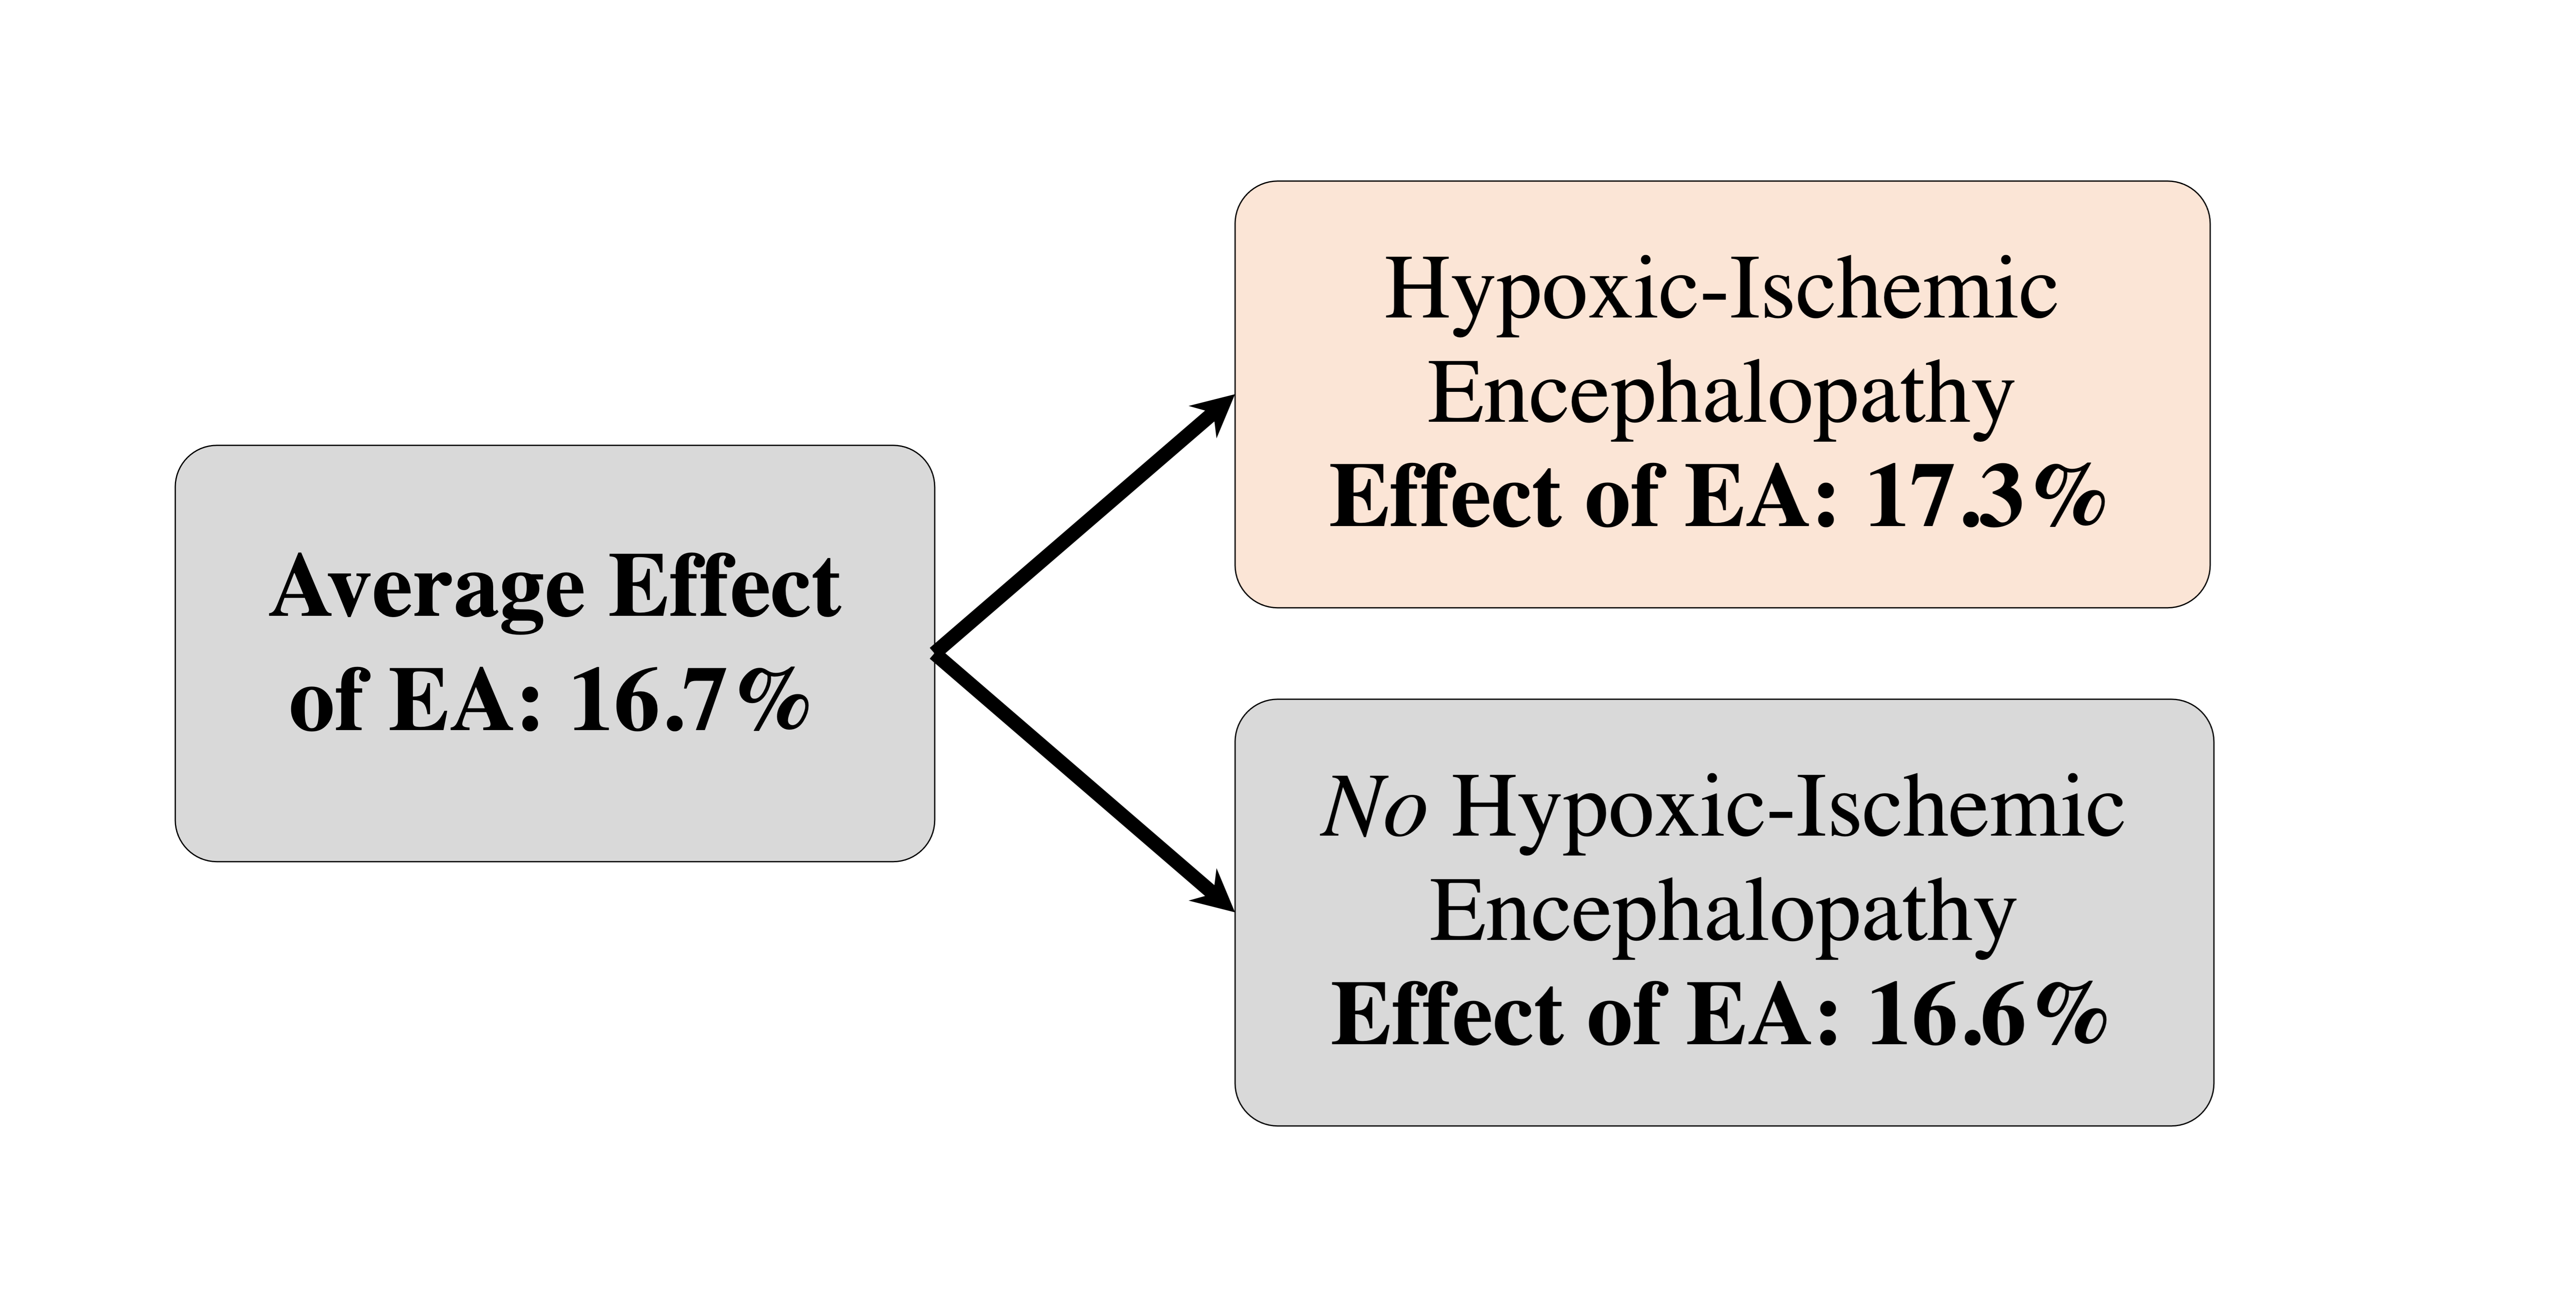 Average Effect
of EA: 16.7%
Hypoxic-Ischemic
Encephalopathy
Effect of EA: 17.3%
No Hypoxic-Ischemic
Encephalopathy
Effect of EA: 16.6%